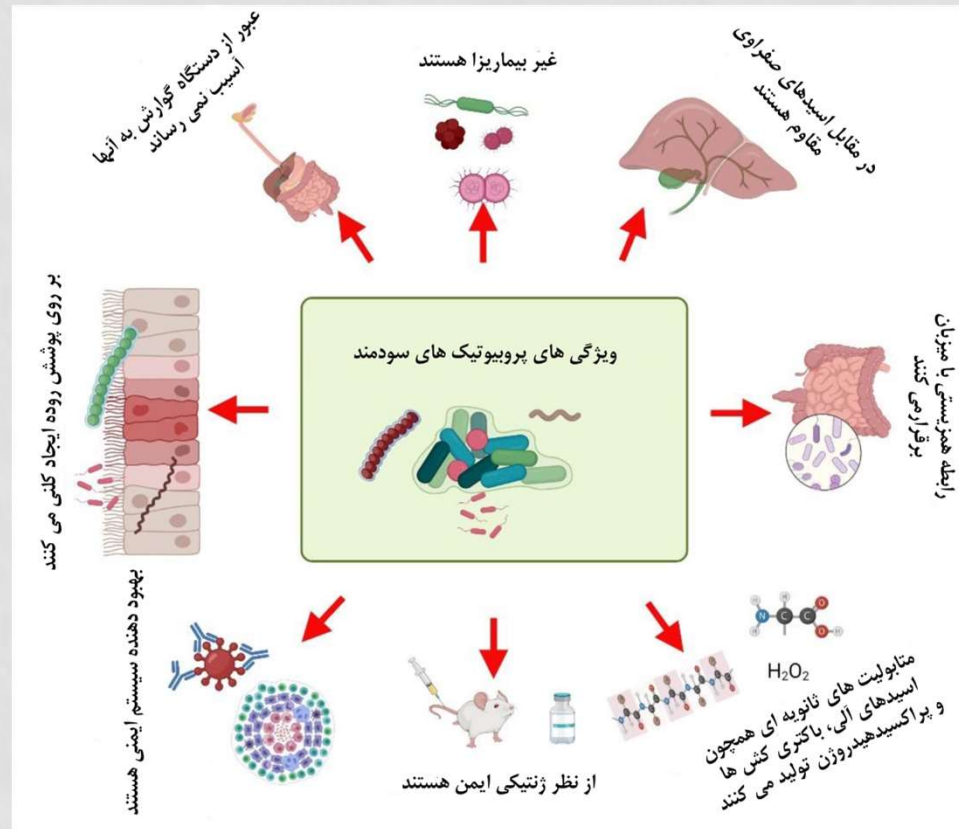 ویژگی های پروبیوتیک های سودمند
غیر بیماریزا هستند
در مقابل اسیدهای صفراوی
مقاوم هستند
رابطه همزیستی با میزبان
برقرارمی کنند
H₂O₂
متابولیت های ثانویه ای همچون
اسیدهای آلی، باکتری کش ها
و پراکسیدهیدروژن تولید می کنند
از نظر ژنتیکی ایمن هستند
بهبود دهنده سیستم ایمنی هستند
بر روی پوشش روده ایجاد کلنی می کنند
عبور از دستگاه گوارش به آنها
آسیب نمی رساند
H
H
N
C
H
C
O
O
H